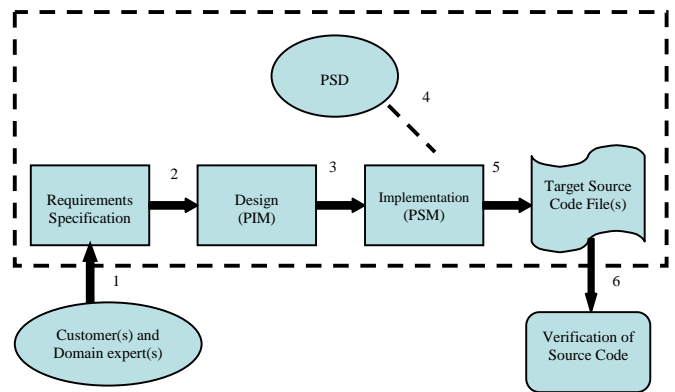 PSD
4
2
3
5
Requirements
Specification
Design
(PIM)
Implementation
(PSM)
Target Source
Code File(s)
1
6
Customer(s) and
Domain expert(s)
Verification of
Source Code